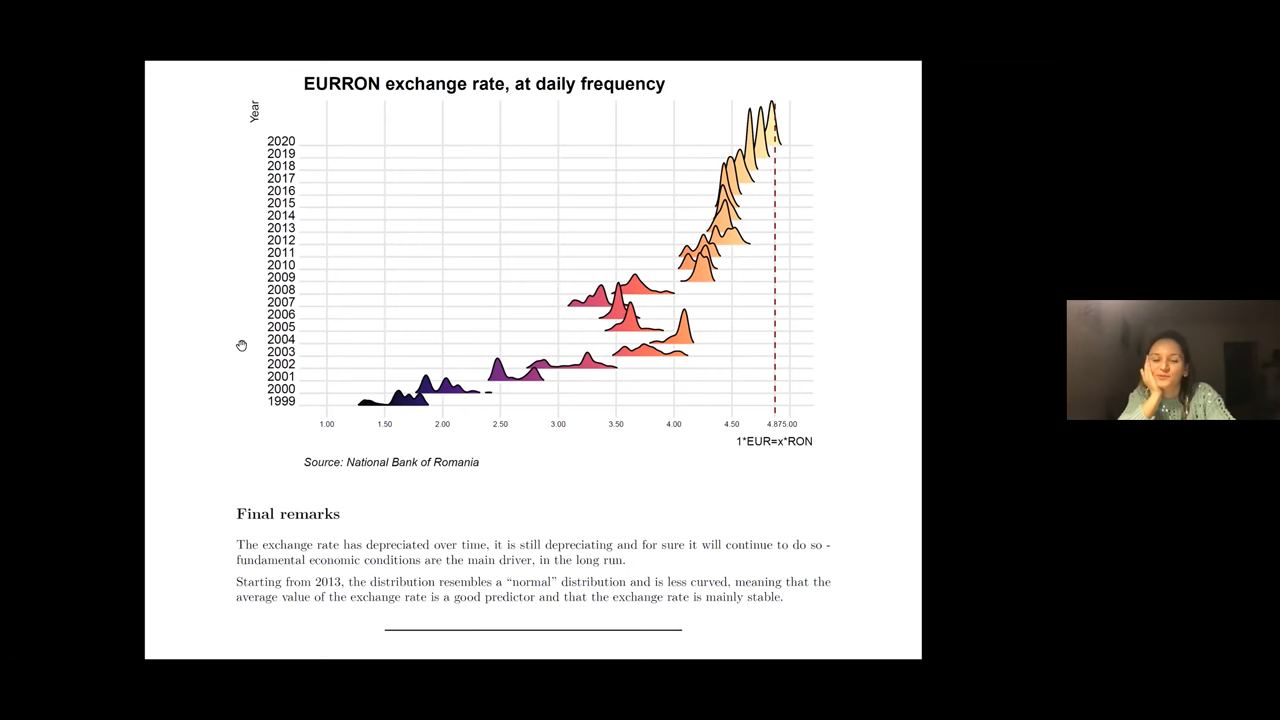 EURRON exchange rate, at daily frequency
Year
2020
2019
2018
2017
2016
2015
2014
2013
2012
2011
2010
2009
2008
2007
2006
2005
2004
2003
2002
2001
2000
1999
1.00 1.50 2.00 2.50 3.00 3.50 4.00 4.50 4.875.00
1*EUR=x*RON
Source: National Bank of Romania
Final remarks
The exchange rate has depreciated over time, it is still depreciating and for sure it will continue to do so -
fundamental economic conditions are the main driver, in the long run.
Starting from 2013, the distribution resembles a “normal” distribution and is less curved, meaning that the
average value of the exchange rate is a good predictor and that the exchange rate is mainly stable.